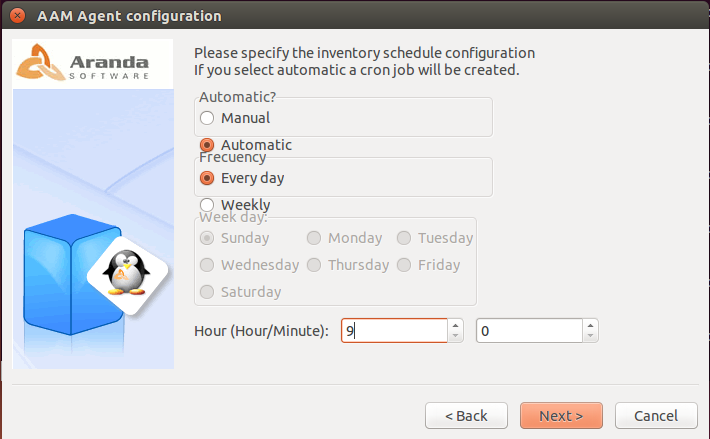 AAM Agent configuration
Aranda
SOFTWARE
Please specify the inventory schedule configuration
If you select automatic a cron job will be created.
Automatic?
Manual
Automatic
Frecuency
Every day
Weekly
Week day:
Sunday Monday Tuesday
Wednesday Thursday Friday
Saturday
Hour (Hour/Minute): 9 0
< Back Next > Cancel